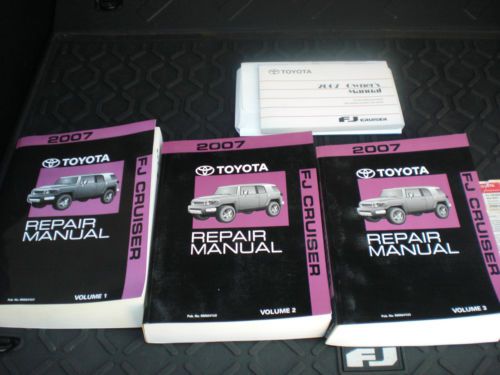 TOYOTA
2007 Owner's
Manual
FJ CRUISER
2007
TOYOTA
FJ CRUISER
REPAIR
MANUAL
VOLUME 1
2007
TOYOTA
FJ CRUISER
REPAIR
MANUAL
VOLUME 2
2007
TOYOTA
FJ CRUISER
REPAIR
MANUAL
VOLUME 3
FJ